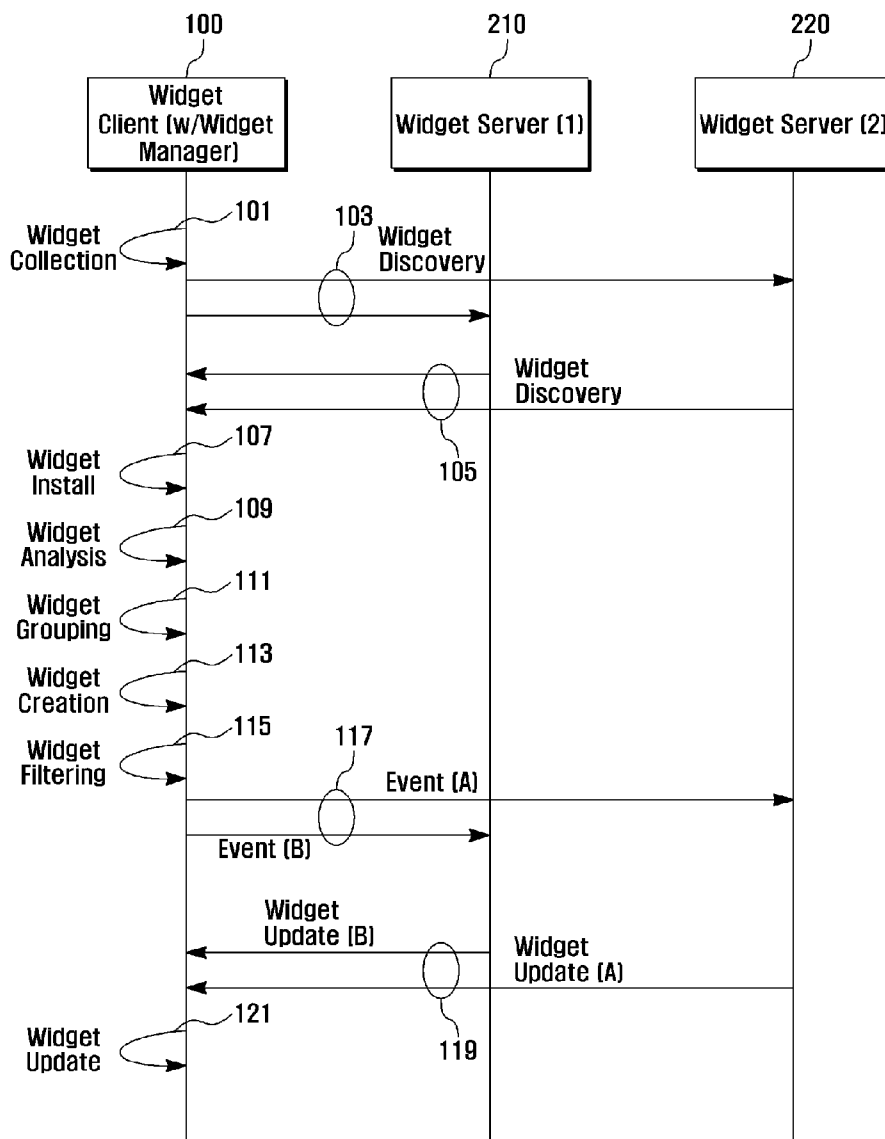 100
210
220
Widget
Client (w/Widget
Manager)
Widget Server (1)
Widget Server (2)
101
Widget
Collection
103
Widget
Discovery
Widget
Discovery
105
107
Widget
Install
109
Widget
Analysis
111
Widget
Grouping
113
Widget
Creation
115
Widget
Filtering
117
Event (A)
Event (B)
Widget
Update (B)
Widget
Update (A)
119
121
Widget
Update